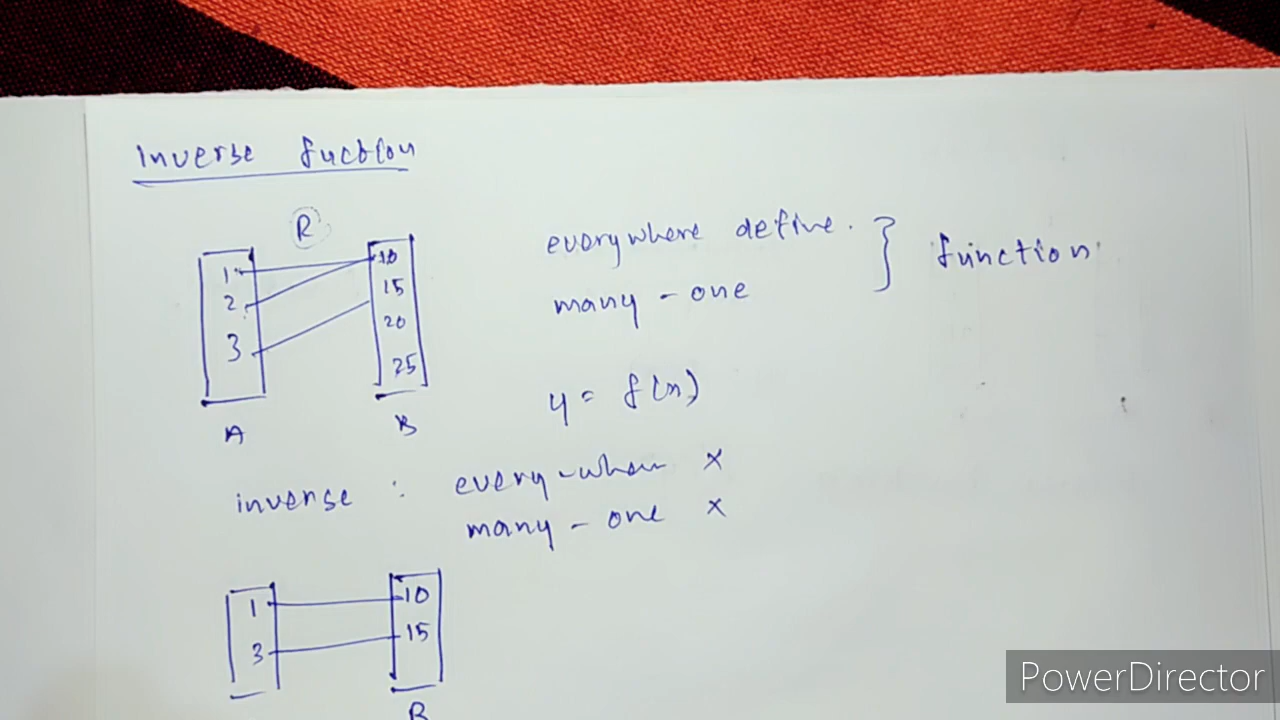 Inverse fuction
R
1 10
2 15
3 20
25
A B
everywhere define.
many - one
} function
y = f(x)
inverse : every-when x
many - one x
1 10
3 15
B
PowerDirector